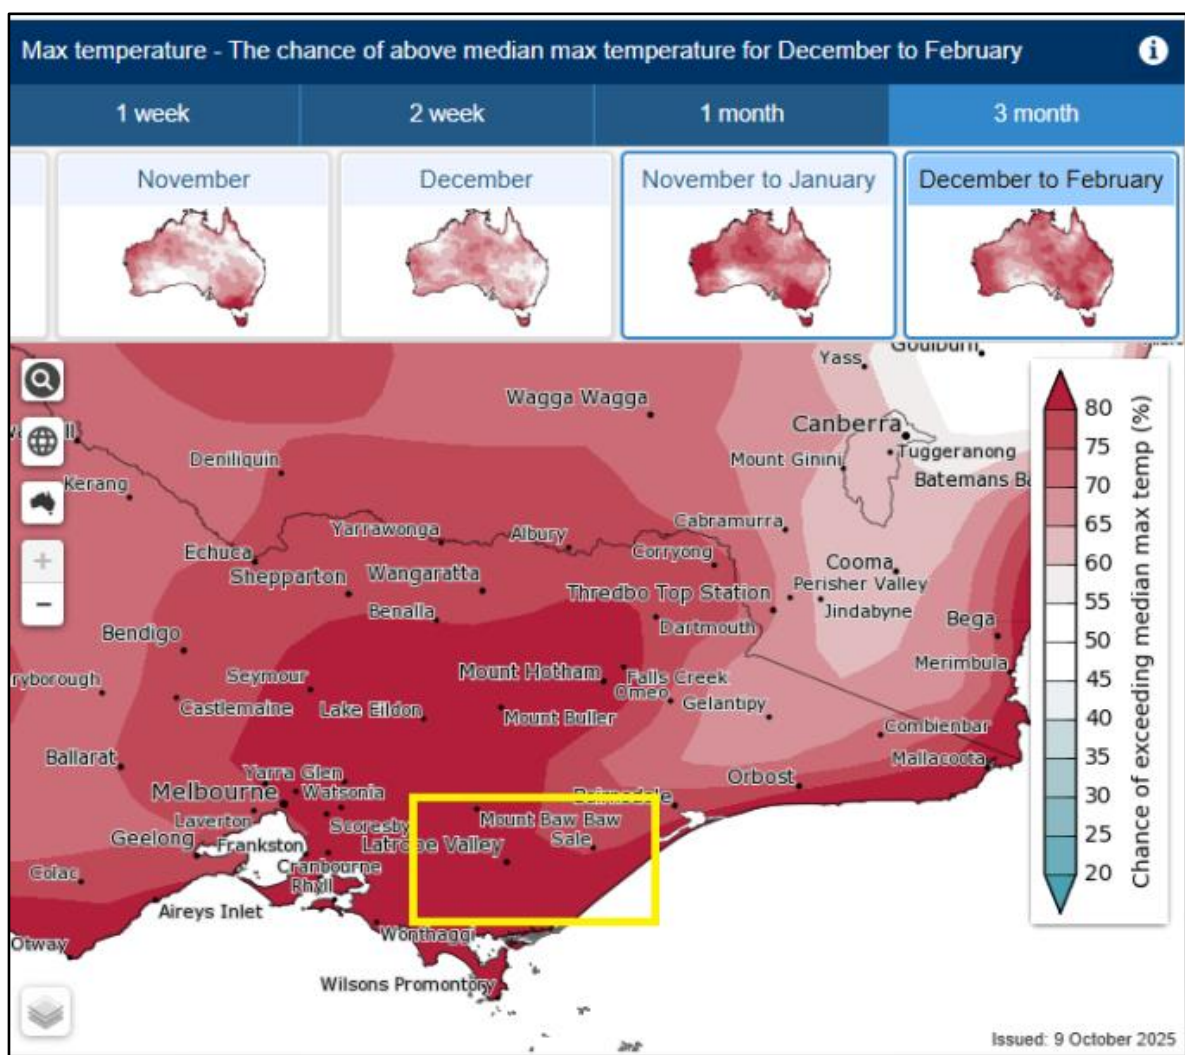 Max temperature - The chance of above median max temperature for December to February
1 week
2 week
1 month
3 month
November
December
November to January
December to February
Goulburn
Yass
Wagga Wagga
Canberra
Tuggeranong
Mount Ginini
Deniliquin
Kerang
Batemans
Cabramurra
Yarrawonga
Albury
Corryong
Echuca
Cooma
Shepparton
Wangaratta
Perisher Valley
Thredbo Top Station
Jindabyne
Benalla
Dartmouth
Bega
Bendigo
Merimbula
Mount Hotham
Falls Creek
Seymour
Omeo
Gelantipy
Castlemaine
Lake Eildon
Mount Buller
Combienbar
Mallacoota
Ballarat
Yarra Glen
Orbost
Melbourne
Watsonia
Bairnsdale
Laverton
Scoresby
Mount Baw Baw
Geelong
Frankston
Latrobe Valley
Sale
Cranbourne
Colac
Rhyll
Aireys Inlet
Wonthaggi
Otway
Wilsons Promontory
80
75
70
65
60
55
50
45
40
35
30
25
20
Chance of exceeding median max temp (%)
Issued: 9 October 2025